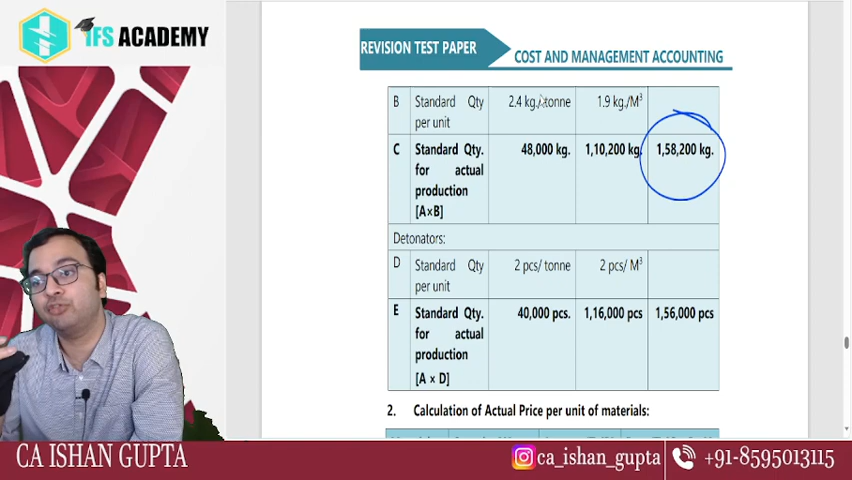 IFS ACADEMY
REVISION TEST PAPER
COST AND MANAGEMENT ACCOUNTING
B Standard Qty 2.4 kg./tonne 1.9 kg./M³
per unit
C Standard Qty. 48,000 kg. 1,10,200 kg. 1,58,200 kg.
for actual
production
[A×B]
Detonators:
D Standard Qty 2 pcs/ tonne 2 pcs/ M³
per unit
E Standard Qty. 40,000 pcs. 1,16,000 pcs 1,56,000 pcs
for actual
production
[A x D]
2. Calculation of Actual Price per unit of materials:
CA ISHAN GUPTA
ca_ishan_gupta
+91-8595013115